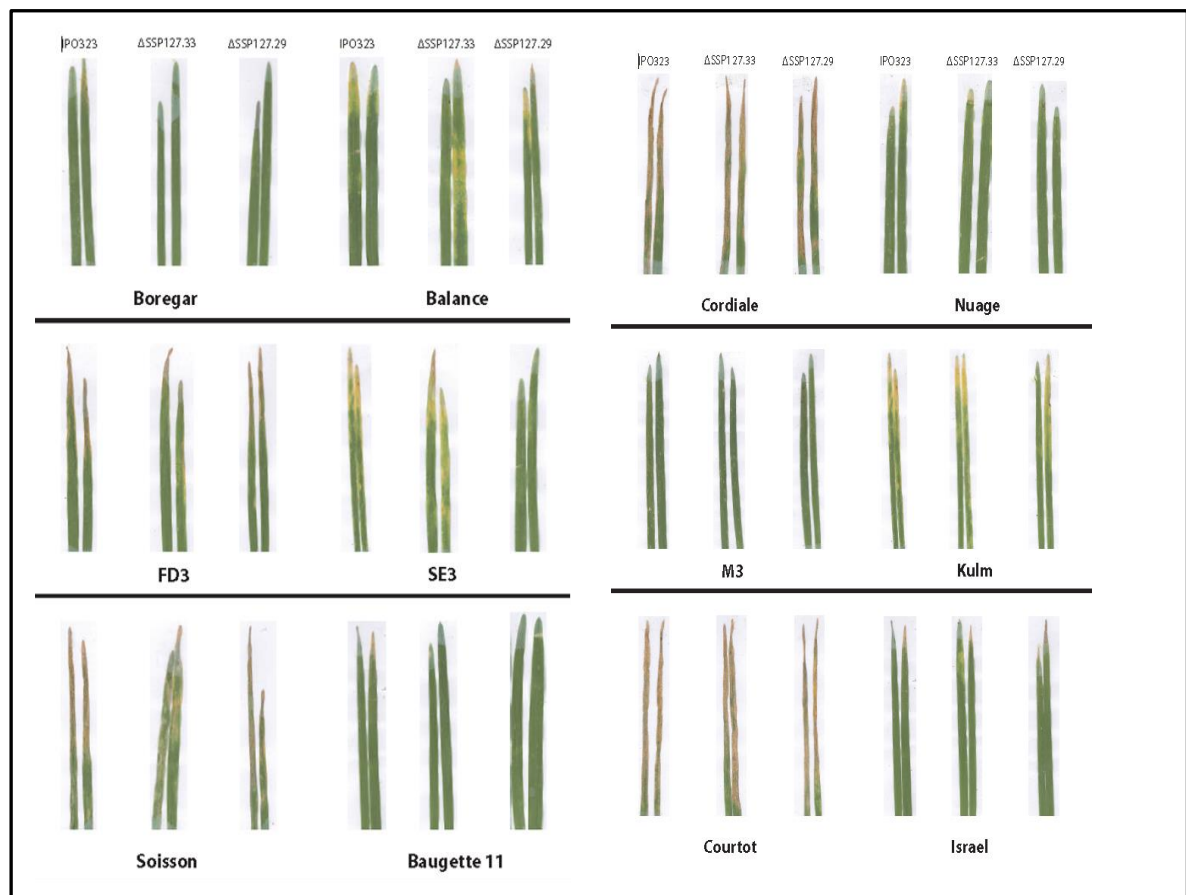 IPO323 ΔSSP127.33 ΔSSP127.29 IPO323 ΔSSP127.33 ΔSSP127.29
Boregar Balance
FD3 SE3
Soisson Baugette 11
IPO323 ΔSSP127.33 ΔSSP127.29 IPO323 ΔSSP127.33 ΔSSP127.29
Cordiale Nuage
M3 Kulm
Courtot Israel